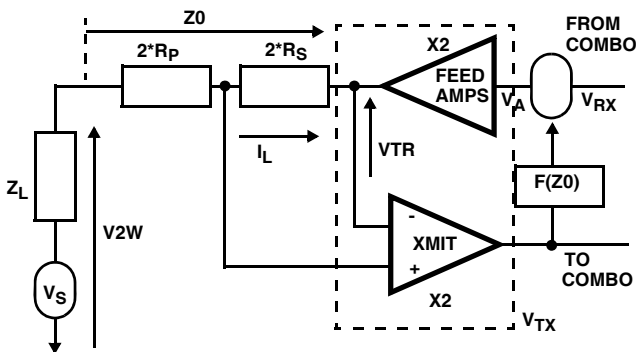 Z0
FROM
COMBO
X2
2*RP
2*RS
FEED
AMPS
VA
VRX
IL
VTR
F(Z0)
ZL
V2W
-
XMIT
+
TO
COMBO
VS
X2
VTX